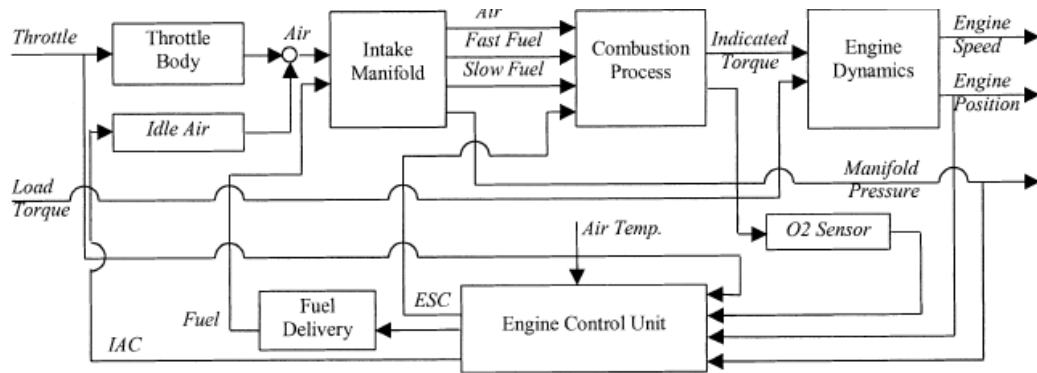 Throttle
Throttle
Body
Air
Intake
Manifold
Air
Fast Fuel
Slow Fuel
Combustion
Process
Indicated
Torque
Engine
Dynamics
Engine
Speed
Engine
Position
Idle Air
Load
Torque
Manifold
Pressure
O2 Sensor
Air Temp.
Fuel
Fuel
Delivery
ESC
Engine Control Unit
IAC